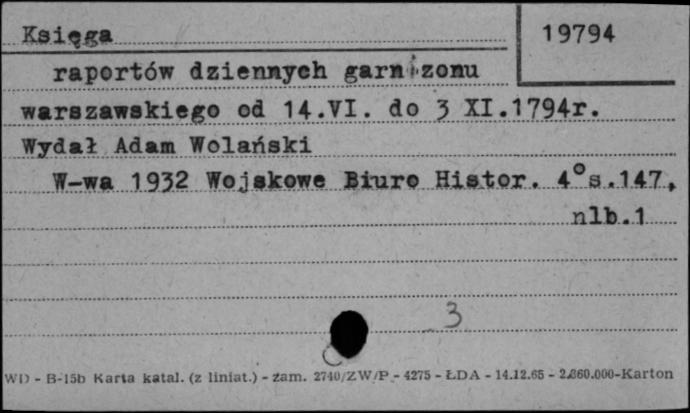 Księga 19794
raportów dziennych garnizonu
warszawskiego od 14.VI. do 3 XI.1794r.
Wydał Adam Wolański
W-wa 1932 Wojskowe Biuro Histor. 4° s.147,
nlb.1
3
WD - B-15b Karta katal. (z liniat.) - zam. 2740/ZW/P - 4275 - ŁDA - 14.12.65 - 2.860.000-Karton